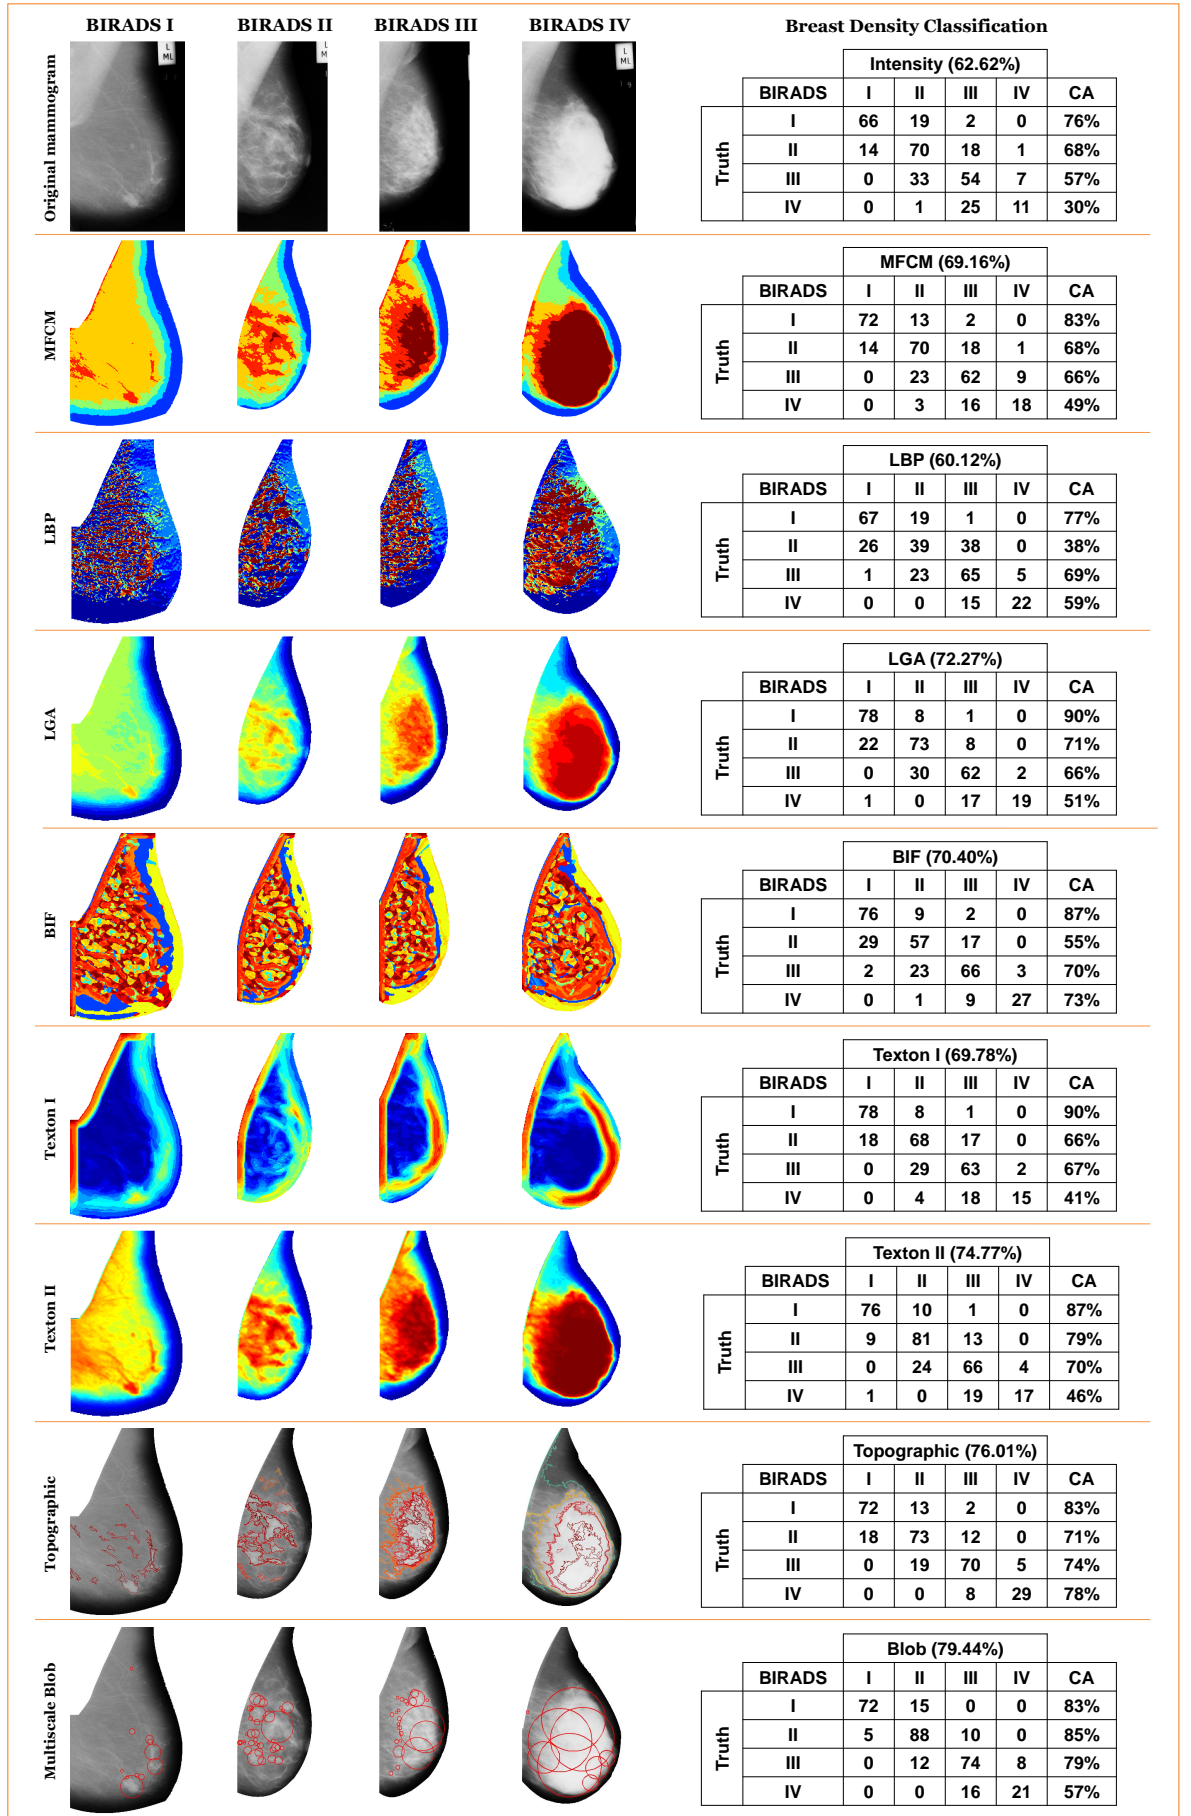 BIRADS I BIRADS II BIRADS III BIRADS IV Breast Density Classification
Original mammogram
L
ML
L
ML
Intensity (62.62%)
BIRADS I II III IV CA
Truth
I 66 19 2 0 76%
II 14 70 18 1 68%
III 0 33 54 7 57%
IV 0 1 25 11 30%
MFCM
MFCM (69.16%)
BIRADS I II III IV CA
Truth
I 72 13 2 0 83%
II 14 70 18 1 68%
III 0 23 62 9 66%
IV 0 3 16 18 49%
LBP
LBP (60.12%)
BIRADS I II III IV CA
Truth
I 67 19 1 0 77%
II 26 39 38 0 38%
III 1 23 65 5 69%
IV 0 0 15 22 59%
LGA
LGA (72.27%)
BIRADS I II III IV CA
Truth
I 78 8 1 0 90%
II 22 73 8 0 71%
III 0 30 62 2 66%
IV 1 0 17 19 51%
BIF
BIF (70.40%)
BIRADS I II III IV CA
Truth
I 76 9 2 0 87%
II 29 57 17 0 55%
III 2 23 66 3 70%
IV 0 1 9 27 73%
Texton I
Texton I (69.78%)
BIRADS I II III IV CA
Truth
I 78 8 1 0 90%
II 18 68 17 0 66%
III 0 29 63 2 67%
IV 0 4 18 15 41%
Texton II
Texton II (74.77%)
BIRADS I II III IV CA
Truth
I 76 10 1 0 87%
II 9 81 13 0 79%
III 0 24 66 4 70%
IV 1 0 19 17 46%
Topographic
Topographic (76.01%)
BIRADS I II III IV CA
Truth
I 72 13 2 0 83%
II 18 73 12 0 71%
III 0 19 70 5 74%
IV 0 0 8 29 78%
Multiscale Blob
Blob (79.44%)
BIRADS I II III IV CA
Truth
I 72 15 0 0 83%
II 5 88 10 0 85%
III 0 12 74 8 79%
IV 0 0 16 21 57%